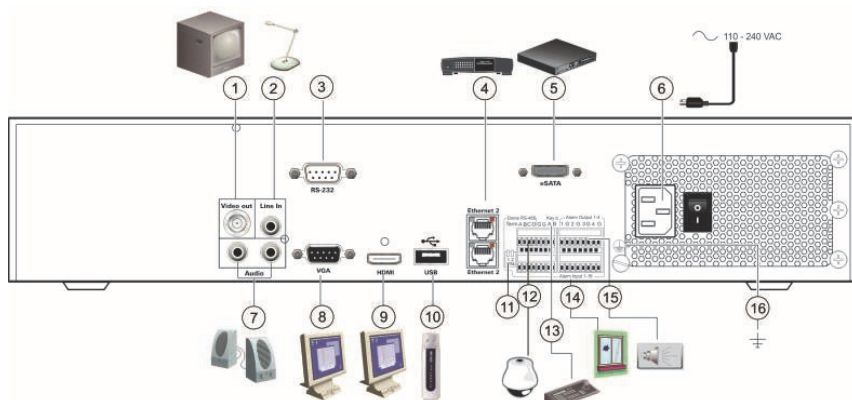 110 - 240 VAC
1
2
3
4
5
6
RS-232
eSATA
Video out
Line In
Ethernet 2
Alarm Output 1-4
Audio
VGA
HDMI
USB
Ethernet 2
Alarm Input 1-16
11
12
13
14
15
16
7
8
9
10